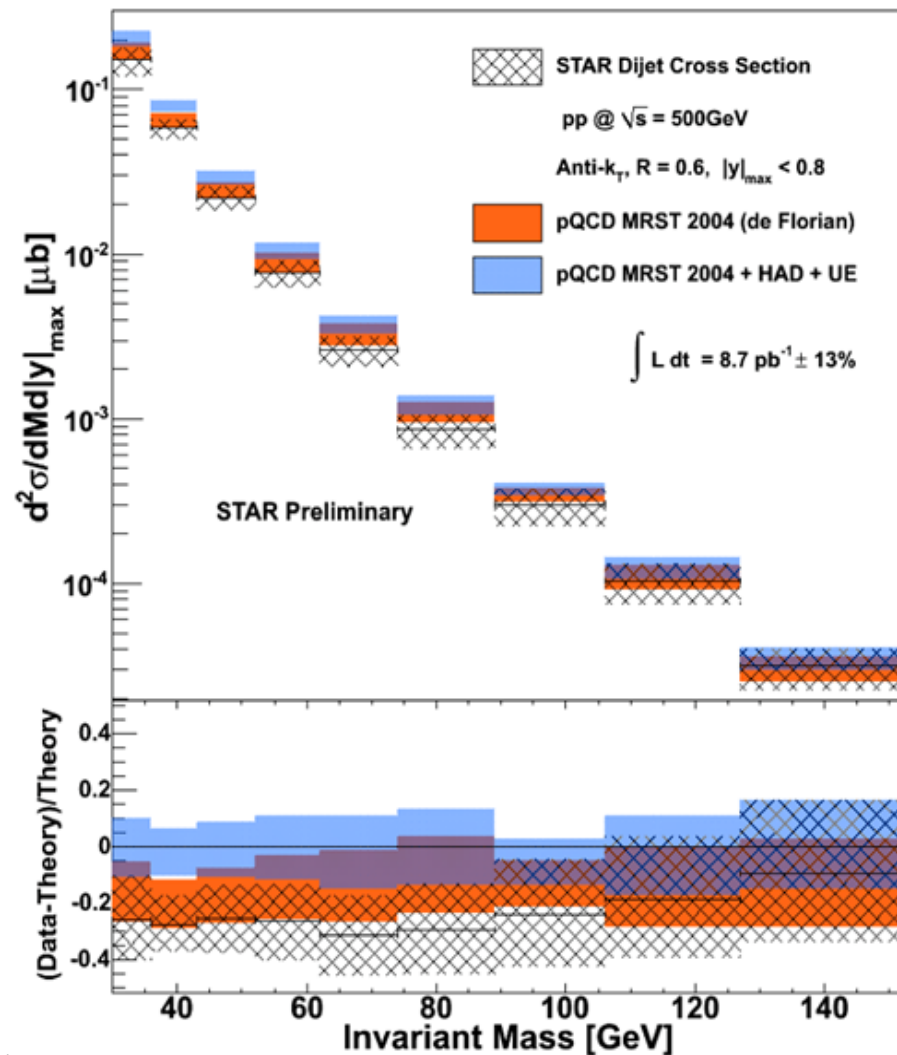 d²σ/dMd|y|max [μb]
10⁻¹
10⁻²
10⁻³
10⁻⁴
STAR Dijet Cross Section
pp @ √s = 500GeV
Anti-kT, R = 0.6, |y|max < 0.8
pQCD MRST 2004 (de Florian)
pQCD MRST 2004 + HAD + UE
∫ L dt = 8.7 pb⁻¹ ± 13%
STAR Preliminary
(Data-Theory)/Theory
0.4
0.2
0
-0.2
-0.4
40 60 80 100 120 140
Invariant Mass [GeV]